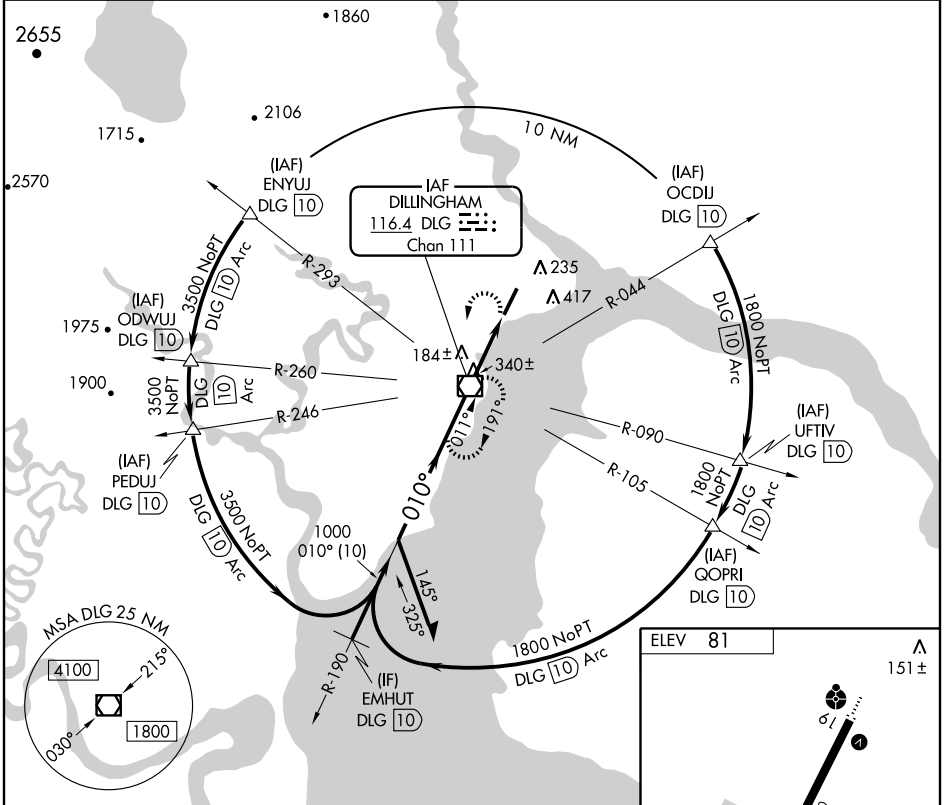 1860
2655
2106
1715
10 NM
2570
(IAF)
ENYUJ
DLG 10
IAF
DILLINGHAM
116.4 DLG
Chan 111
(IAF)
OCDIJ
DLG 10
R-293
3500 NoPT
DLG 10 Arc
235
417
R-044
(IAF)
ODWUJ
DLG 10
1975
1800 NoPT
DLG 10 Arc
184±
340±
R-260
1900
3500
NoPT
DLG
10
Arc
R-246
011°
191°
R-090
(IAF)
UFTIV
DLG 10
(IAF)
PEDUJ
DLG 10
R-105
1800
NoPT
DLG
10 Arc
3500 NoPT
DLG 10 Arc
010°
1000
010° (10)
145°
325°
(IAF)
QOPRI
DLG 10
MSA DLG 25 NM
4100
215°
030°
1800
R-190
(IF)
EMHUT
DLG 10
1800 NoPT
DLG 10 Arc
ELEV 81
151±
19
V